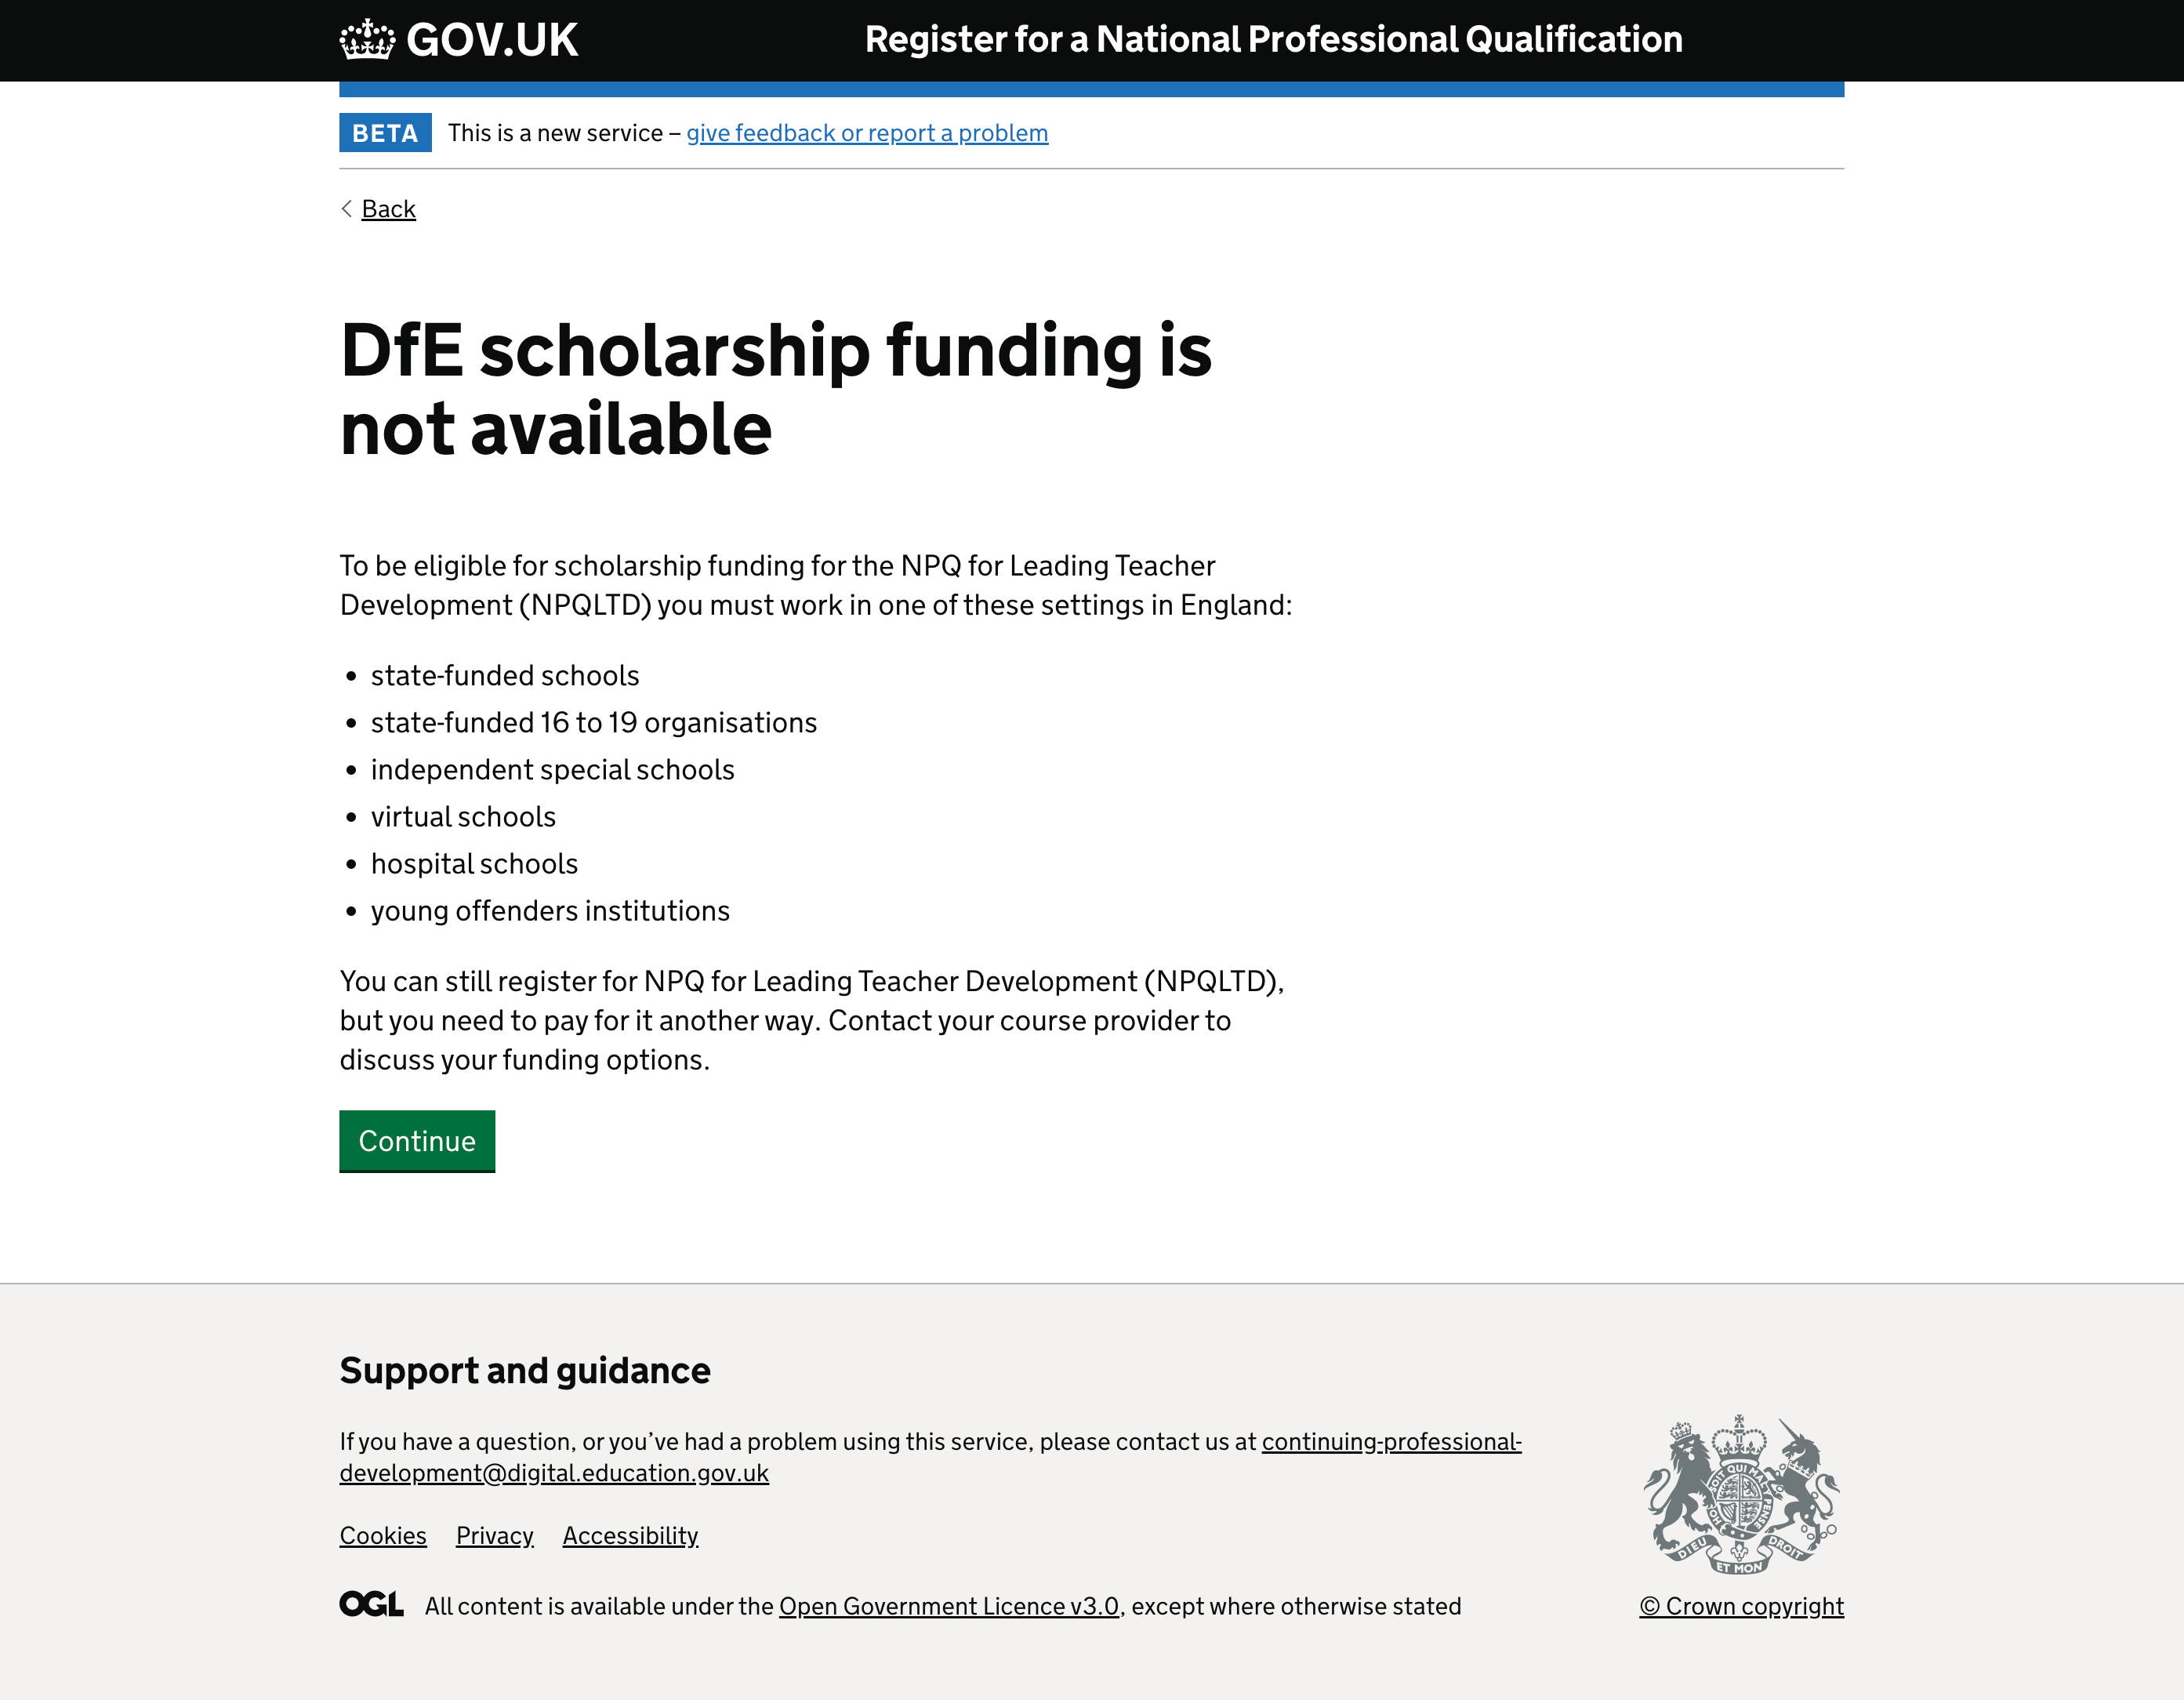 GOV.UK
Register for a National Professional Qualification
BETA
This is a new service – give feedback or report a problem
Back
DfE scholarship funding is
not available
To be eligible for scholarship funding for the NPQ for Leading Teacher
Development (NPQLTD) you must work in one of these settings in England:
• state-funded schools
• state-funded 16 to 19 organisations
• independent special schools
• virtual schools
• hospital schools
• young offenders institutions
You can still register for NPQ for Leading Teacher Development (NPQLTD),
but you need to pay for it another way. Contact your course provider to
discuss your funding options.
Continue
Support and guidance
If you have a question, or you’ve had a problem using this service, please contact us at continuing-professional-
development@digital.education.gov.uk
Cookies Privacy Accessibility
OGL All content is available under the Open Government Licence v3.0, except where otherwise stated
DIEU ET MON DROIT
© Crown copyright